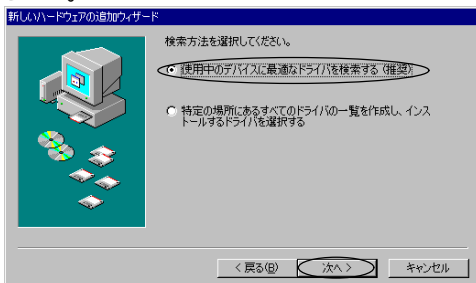 新しいハードウェアの追加ウィザード
検索方法を選択してください。
使用中のデバイスに最適なドライバを検索する (推奨)
特定の場所にあるすべてのドライバの一覧を作成し、インス
トールするドライバを選択する
< 戻る(B)
次へ >
キャンセル